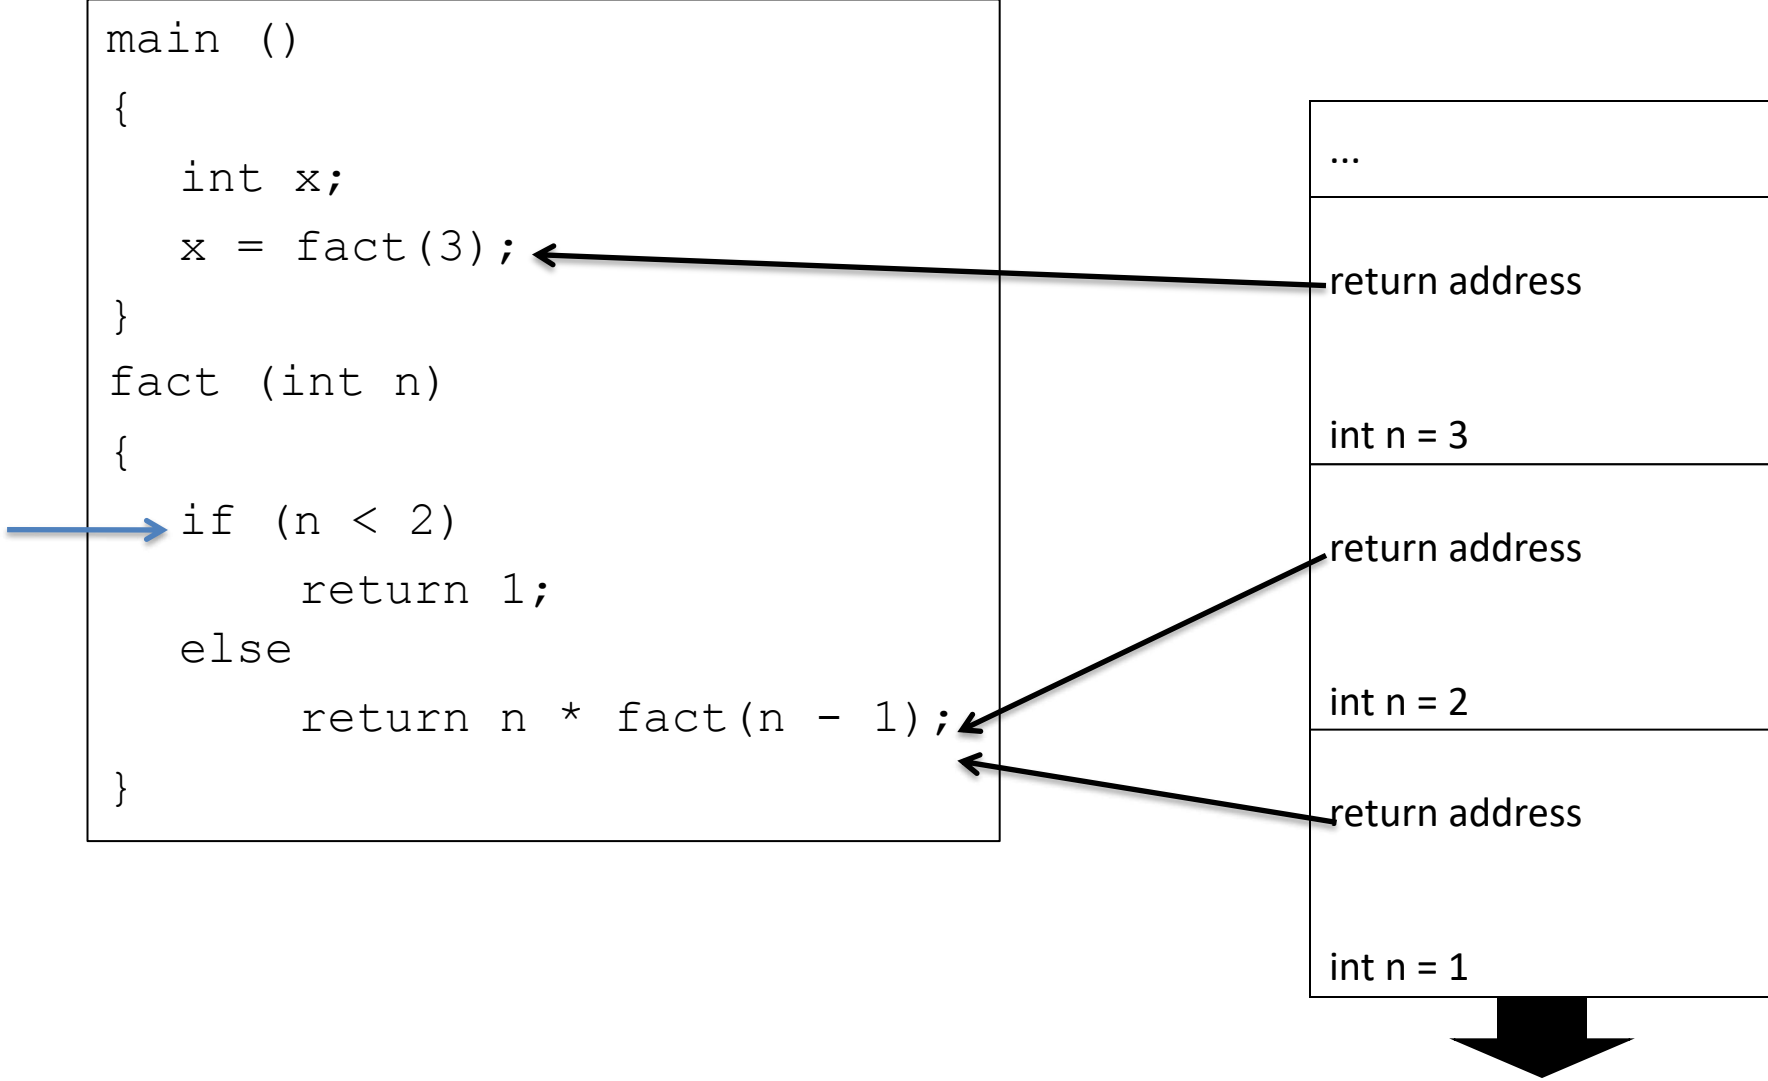 main ()
{
int x;
x = fact(3);
}
fact (int n)
{
if (n < 2)
return 1;
else
return n * fact(n - 1);
}
...
return address
int n = 3
return address
int n = 2
return address
int n = 1